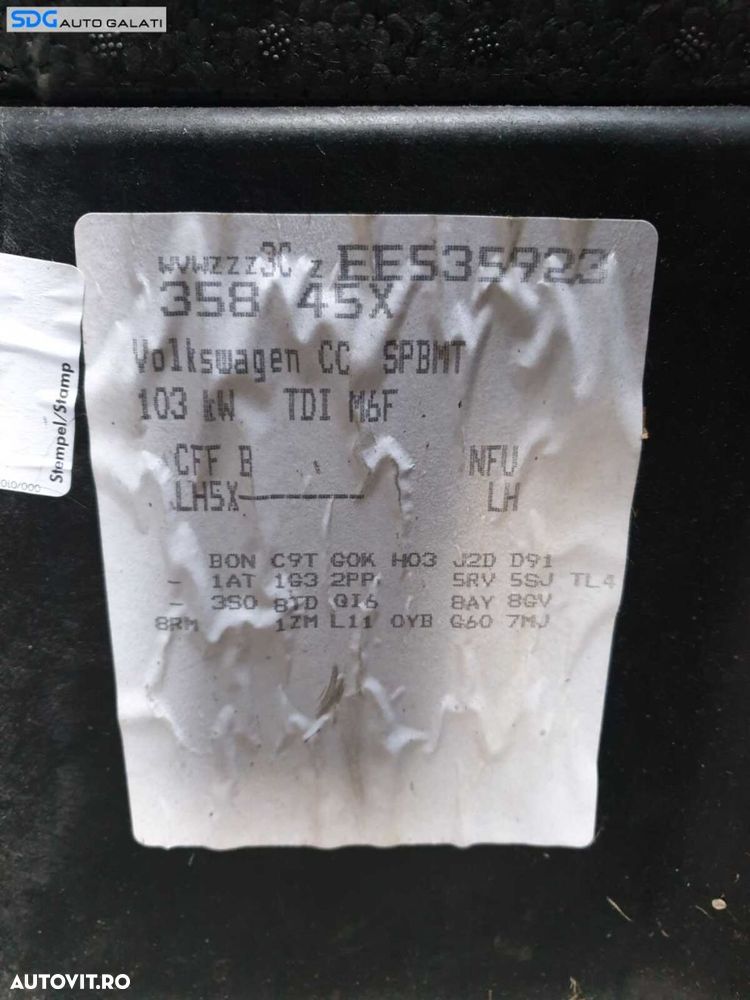 SDG AUTO GALATI
WVWZZZ3C Z EE535923
358 45X
Volkswagen CC SPBMT
103 kW TDI M6F
CFF B NFU
LH5X LH
B0N C9T G0K H03 J2D D91
- 1AT 1G3 2PP 5RV 5SJ TL4
- 3S0 8TD QI6 8AY 8GV
8RM 1ZM L11 0YB G60 7MJ
Stempel/Stamp
AUTOVIT.RO